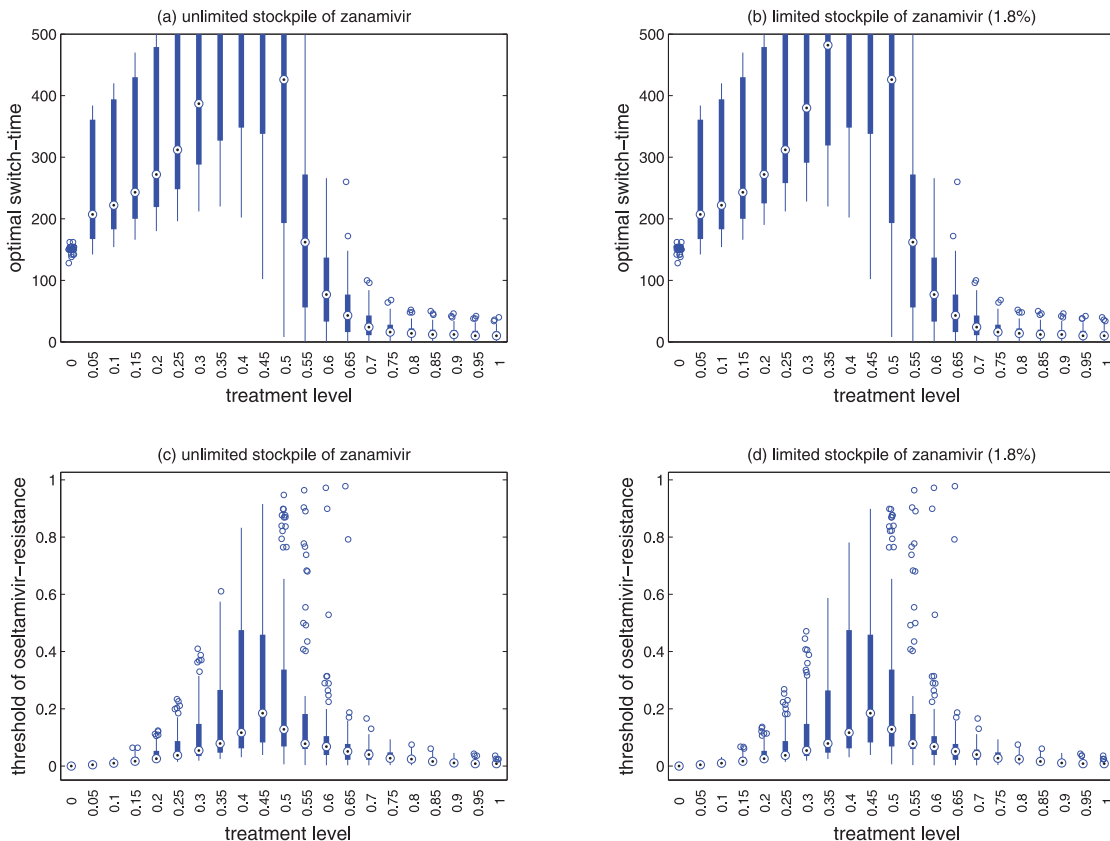 (a) unlimited stockpile of zanamivir
optimal switch−time
500
400
300
200
100
0
0 0.05 0.1 0.15 0.2 0.25 0.3 0.35 0.4 0.45 0.5 0.55 0.6 0.65 0.7 0.75 0.8 0.85 0.9 0.95 1
treatment level
(b) limited stockpile of zanamivir (1.8%)
optimal switch−time
500
400
300
200
100
0
0 0.05 0.1 0.15 0.2 0.25 0.3 0.35 0.4 0.45 0.5 0.55 0.6 0.65 0.7 0.75 0.8 0.85 0.9 0.95 1
treatment level
(c) unlimited stockpile of zanamivir
threshold of oseltamivir−resistance
1
0.8
0.6
0.4
0.2
0
0 0.05 0.1 0.15 0.2 0.25 0.3 0.35 0.4 0.45 0.5 0.55 0.6 0.65 0.7 0.75 0.8 0.85 0.9 0.95 1
treatment level
(d) limited stockpile of zanamivir (1.8%)
threshold of oseltamivir−resistance
1
0.8
0.6
0.4
0.2
0
0 0.05 0.1 0.15 0.2 0.25 0.3 0.35 0.4 0.45 0.5 0.55 0.6 0.65 0.7 0.75 0.8 0.85 0.9 0.95 1
treatment level